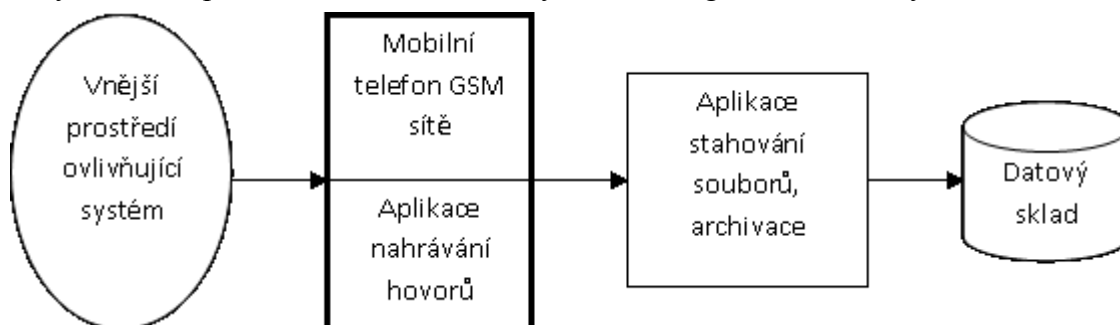 Vnější
prostředí
ovlivňující
systém
Mobilní
telefon GSM
sítě
Aplikace
nahrávání
hovorů
Aplikace
stahování
souborů,
archivace
Datový
sklad